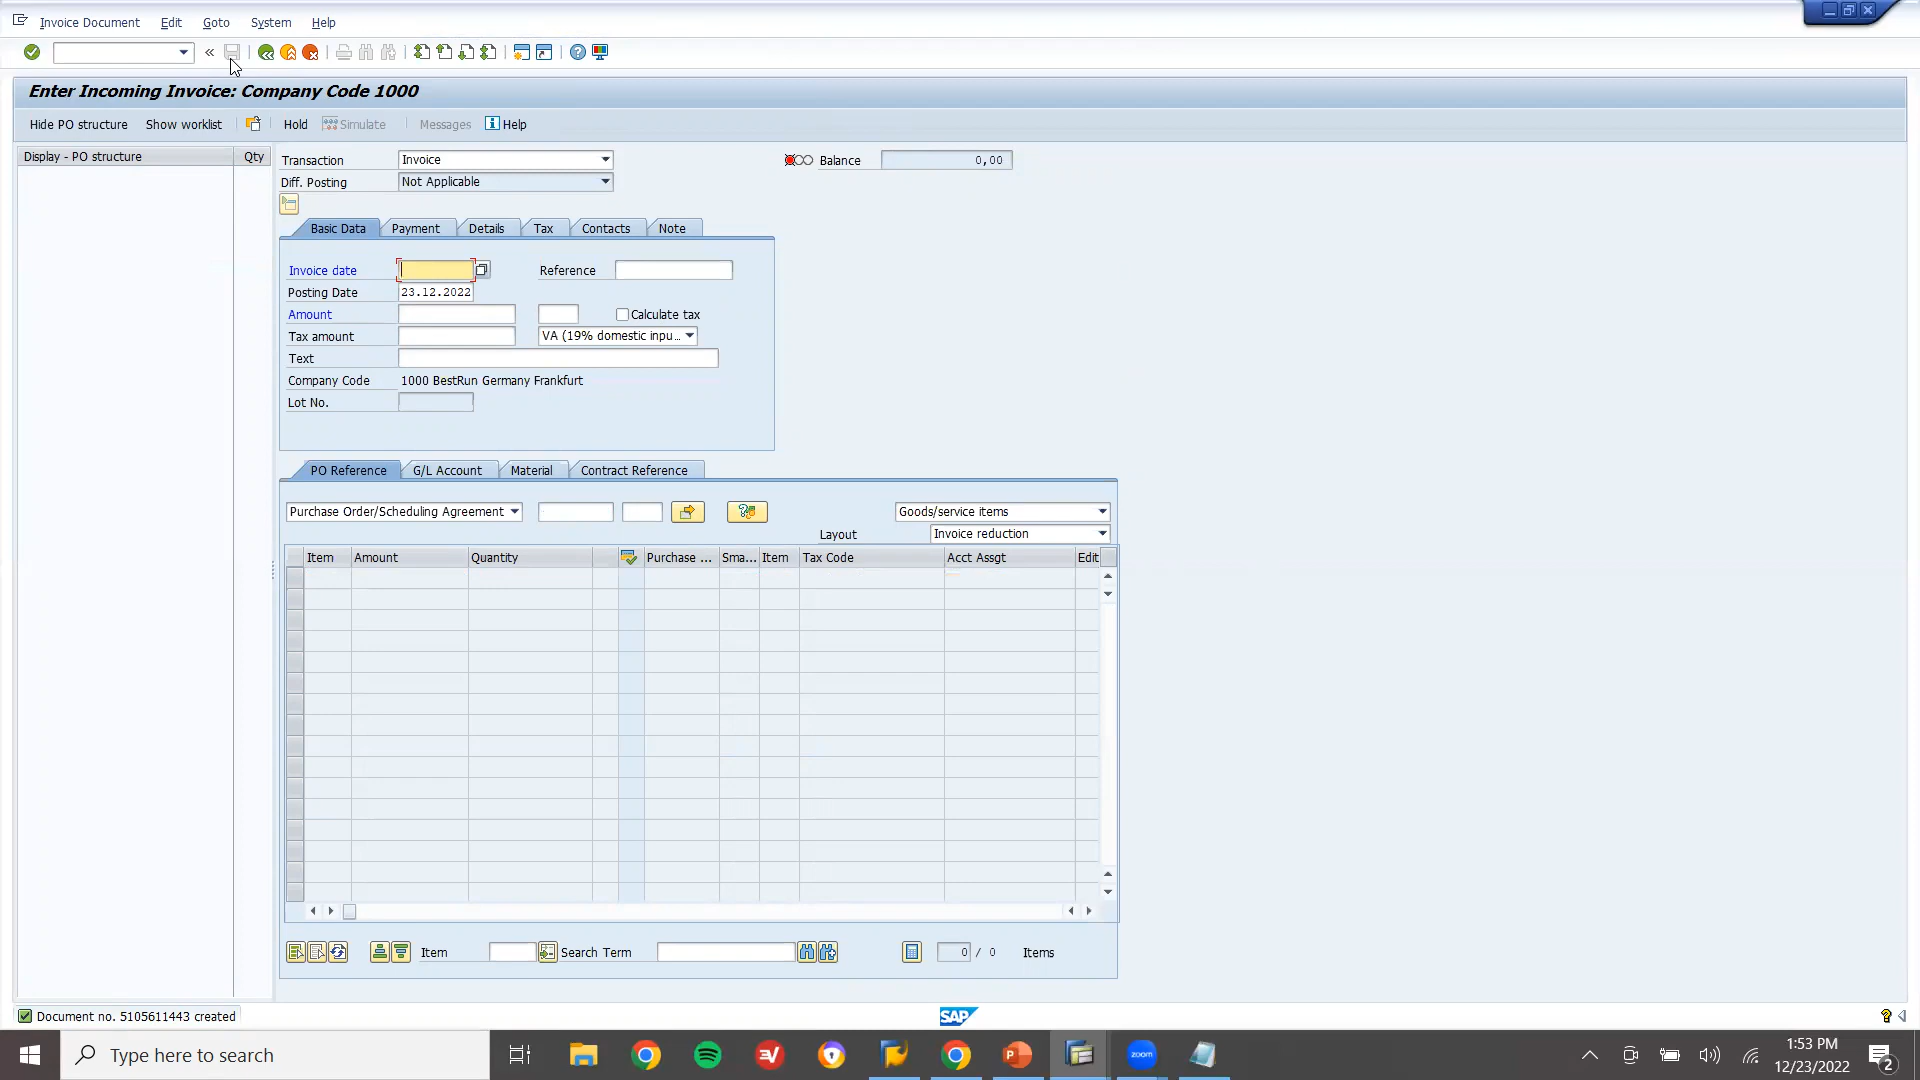 Invoice Document Edit Goto System Help
Enter Incoming Invoice: Company Code 1000
Hide PO structure Show worklist Hold Simulate Messages Help
Display - PO structure Qty
Transaction Invoice Balance 0,00
Diff. Posting Not Applicable
Basic Data Payment Details Tax Contacts Note
Invoice date Reference
Posting Date 23.12.2022
Amount Calculate tax
Tax amount VA (19% domestic inpu...
Text
Company Code 1000 BestRun Germany Frankfurt
Lot No.
PO Reference G/L Account Material Contract Reference
Purchase Order/Scheduling Agreement Goods/service items
Layout Invoice reduction
Item Amount Quantity Purchase ... Sma... Item Tax Code Acct Assgt Edit
Item Search Term 0 / 0 Items
Document no. 5105611443 created SAP
Type here to search zoom 1:53 PM
12/23/2022 2